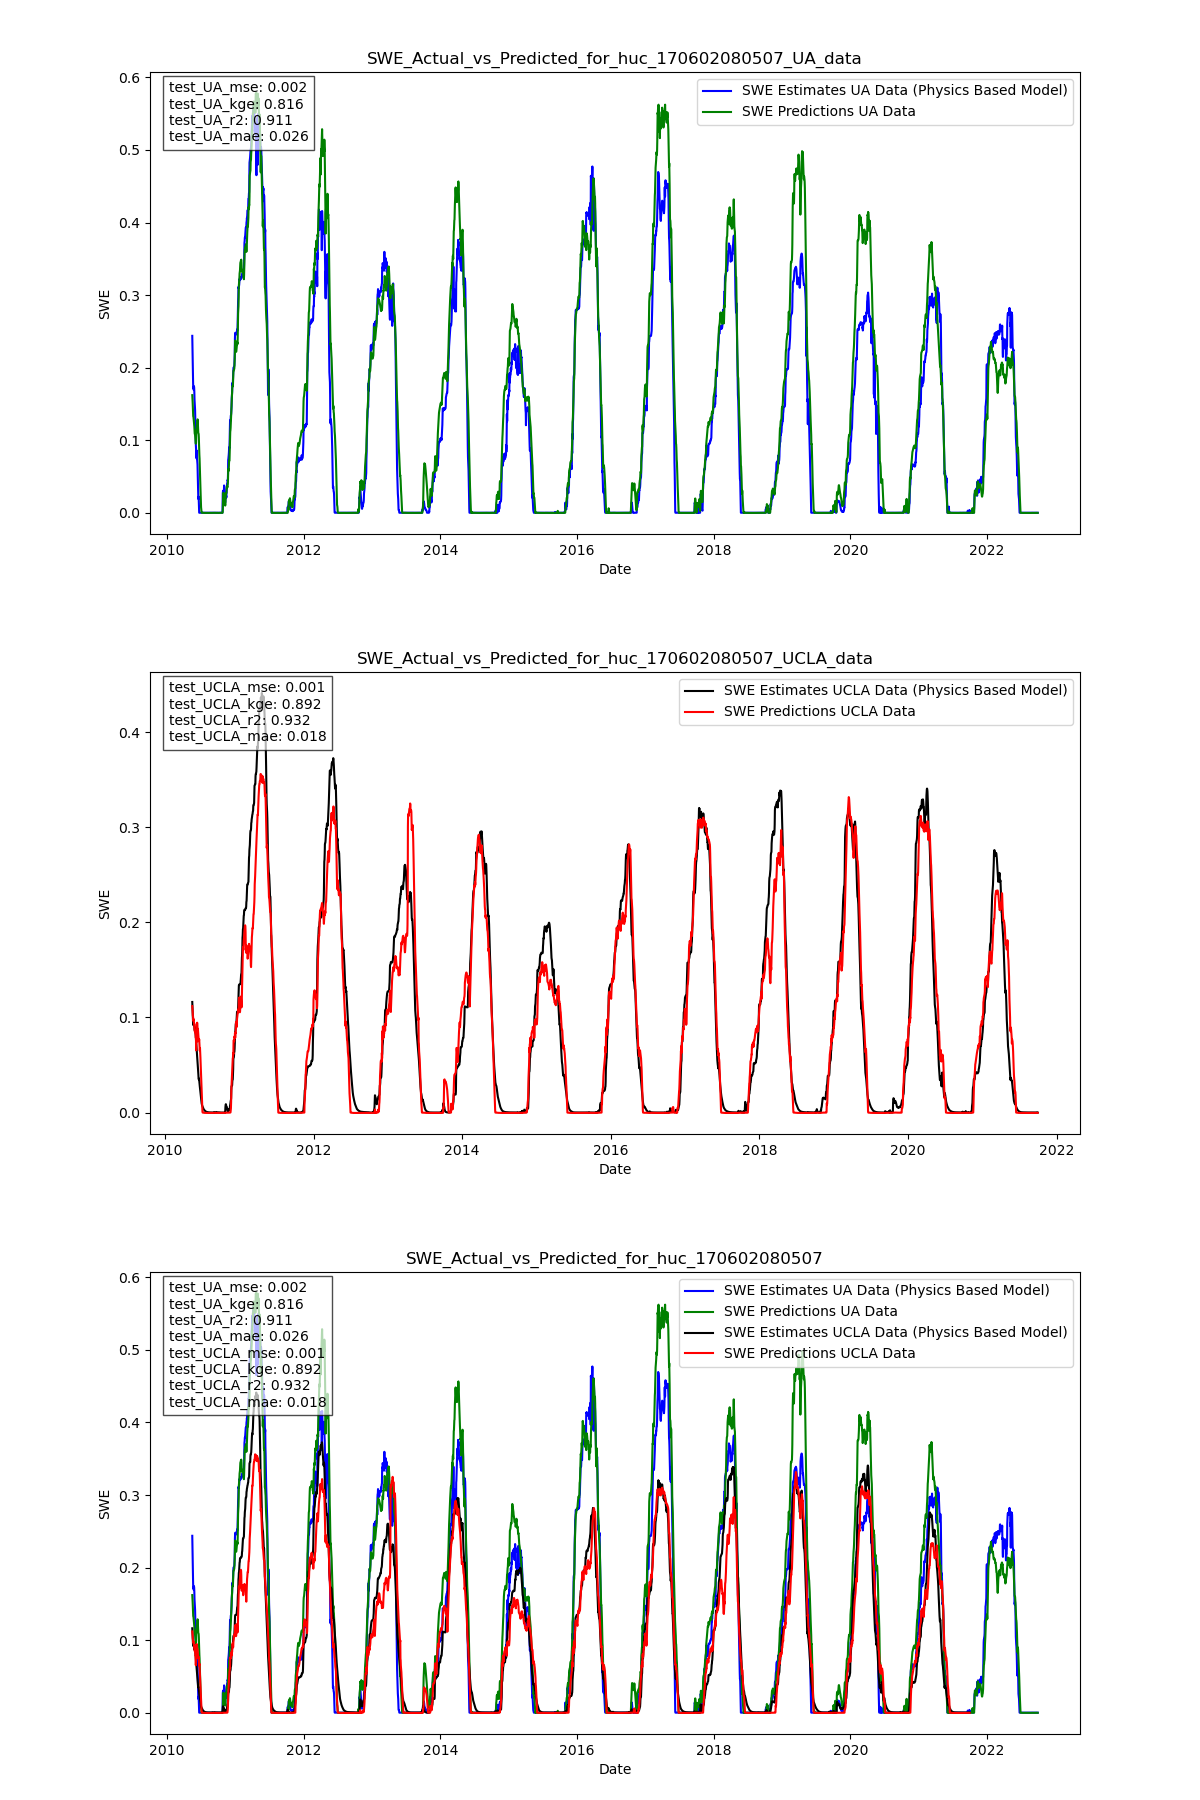 SWE_Actual_vs_Predicted_for_huc_170602080507_UA_data
test_UA_mse: 0.002
test_UA_kge: 0.816
test_UA_r2: 0.911
test_UA_mae: 0.026
SWE Estimates UA Data (Physics Based Model)
SWE Predictions UA Data
0.6
0.5
0.4
0.3
0.2
0.1
0.0
SWE
2010 2012 2014 2016 2018 2020 2022
Date
SWE_Actual_vs_Predicted_for_huc_170602080507_UCLA_data
test_UCLA_mse: 0.001
test_UCLA_kge: 0.892
test_UCLA_r2: 0.932
test_UCLA_mae: 0.018
SWE Estimates UCLA Data (Physics Based Model)
SWE Predictions UCLA Data
0.4
0.3
0.2
0.1
0.0
SWE
2010 2012 2014 2016 2018 2020 2022
Date
SWE_Actual_vs_Predicted_for_huc_170602080507
test_UA_mse: 0.002
test_UA_kge: 0.816
test_UA_r2: 0.911
test_UA_mae: 0.026
test_UCLA_mse: 0.001
test_UCLA_kge: 0.892
test_UCLA_r2: 0.932
test_UCLA_mae: 0.018
SWE Estimates UA Data (Physics Based Model)
SWE Predictions UA Data
SWE Estimates UCLA Data (Physics Based Model)
SWE Predictions UCLA Data
0.6
0.5
0.4
0.3
0.2
0.1
0.0
SWE
2010 2012 2014 2016 2018 2020 2022
Date